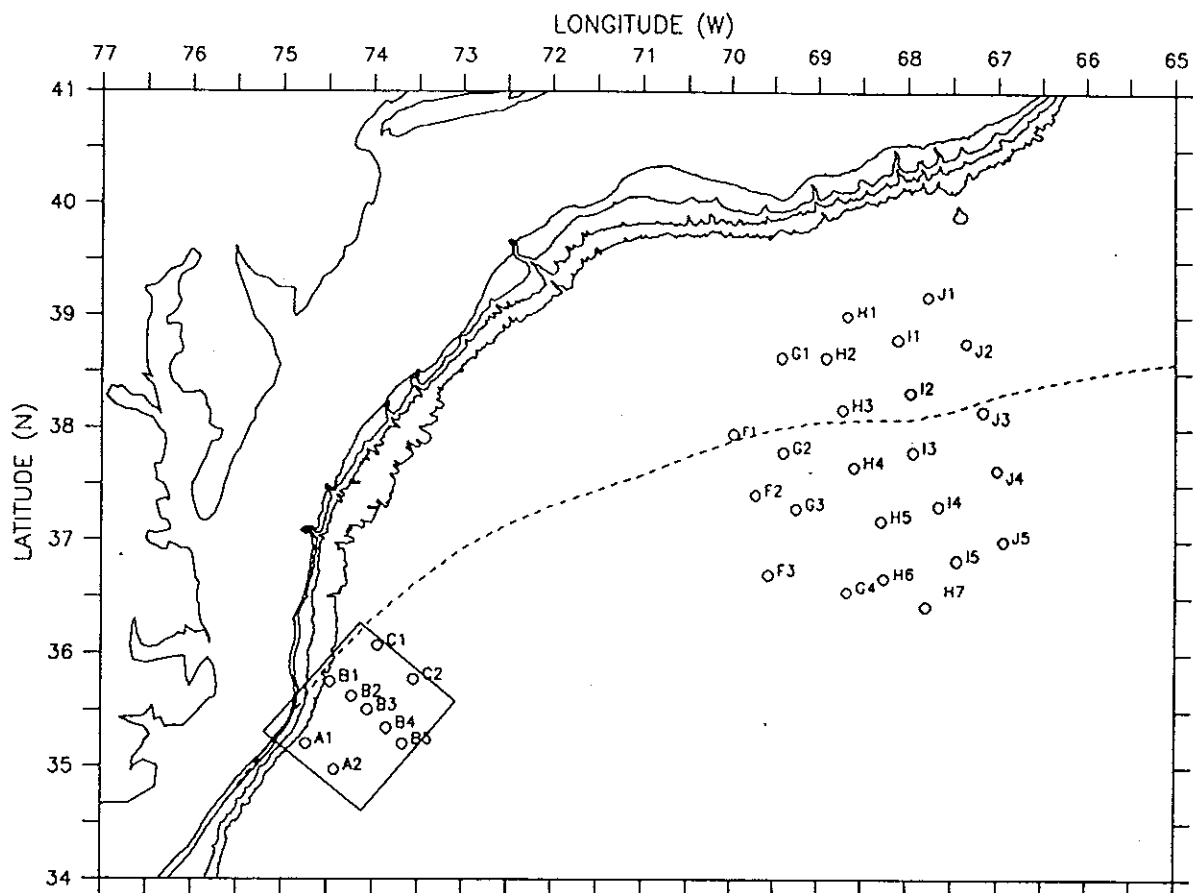 LONGITUDE (W)
77 76 75 74 73 72 71 70 69 68 67 66 65
41
40
39
38
37
36
35
34
LATITUDE (N)
J1
H1
I1
J2
G1
H2
I2
H3
J3
F1
G2
I3
H4
J4
F2
G3
I4
H5
J5
I5
F3
H6
G4
H7
C1
C2
B1
B2
B3
B4
B5
A1
A2